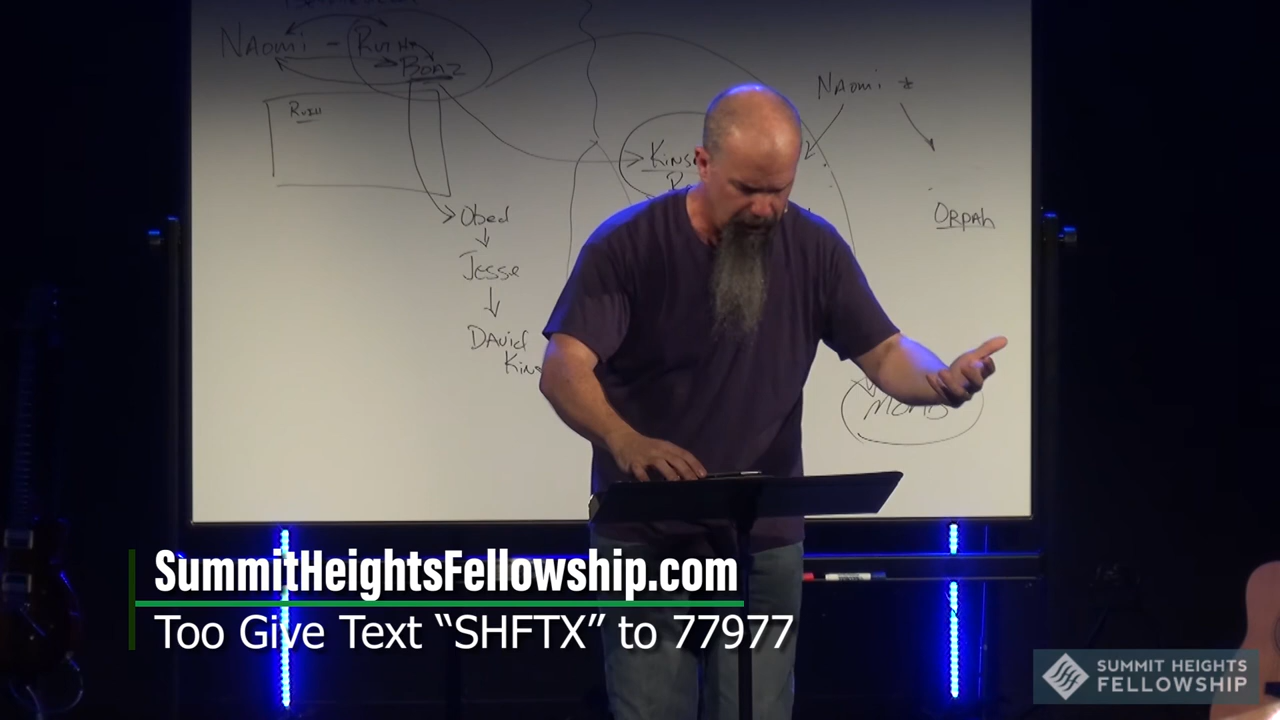 Naomi - Ruth
Boaz
Ruth
Naomi
Obed
Orpah
Jesse
David
Moab
SummitHeightsFellowship.com
Too Give Text “SHFTX” to 77977
SUMMIT HEIGHTS
FELLOWSHIP